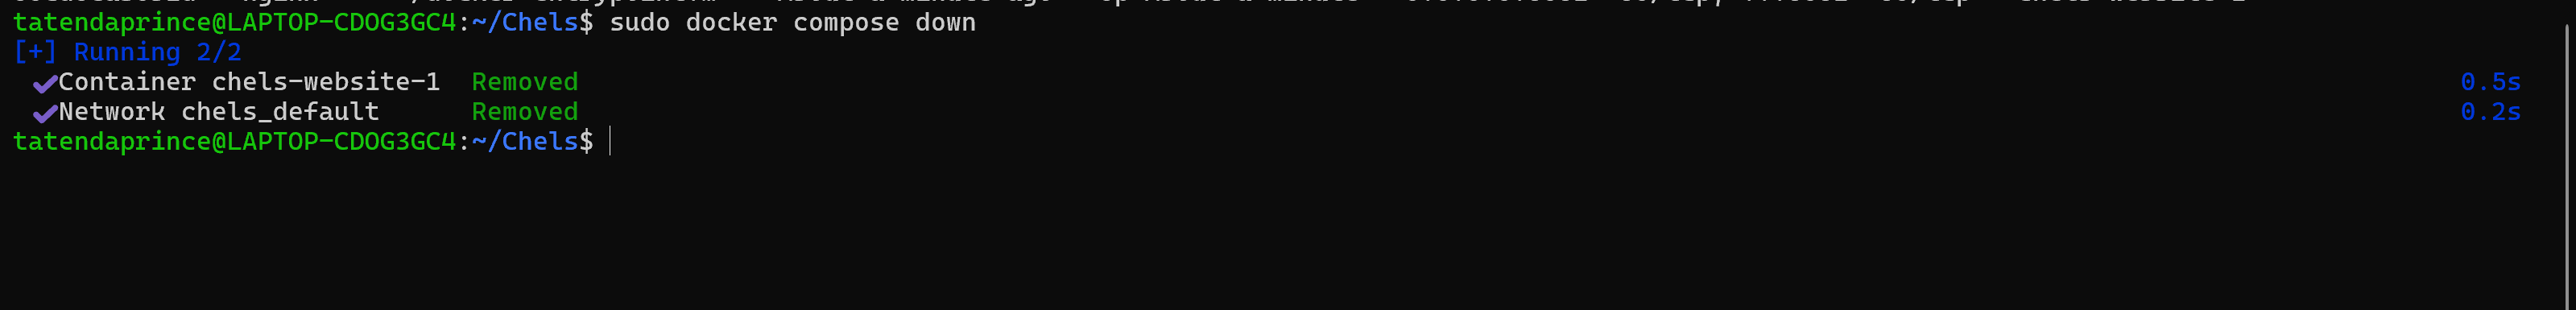 tatendaprince@LAPTOP-CDOG3GC4:~/Chels$ sudo docker compose down
[+] Running 2/2
✔Container chels-website-1 Removed 0.5s
✔Network chels_default Removed 0.2s
tatendaprince@LAPTOP-CDOG3GC4:~/Chels$